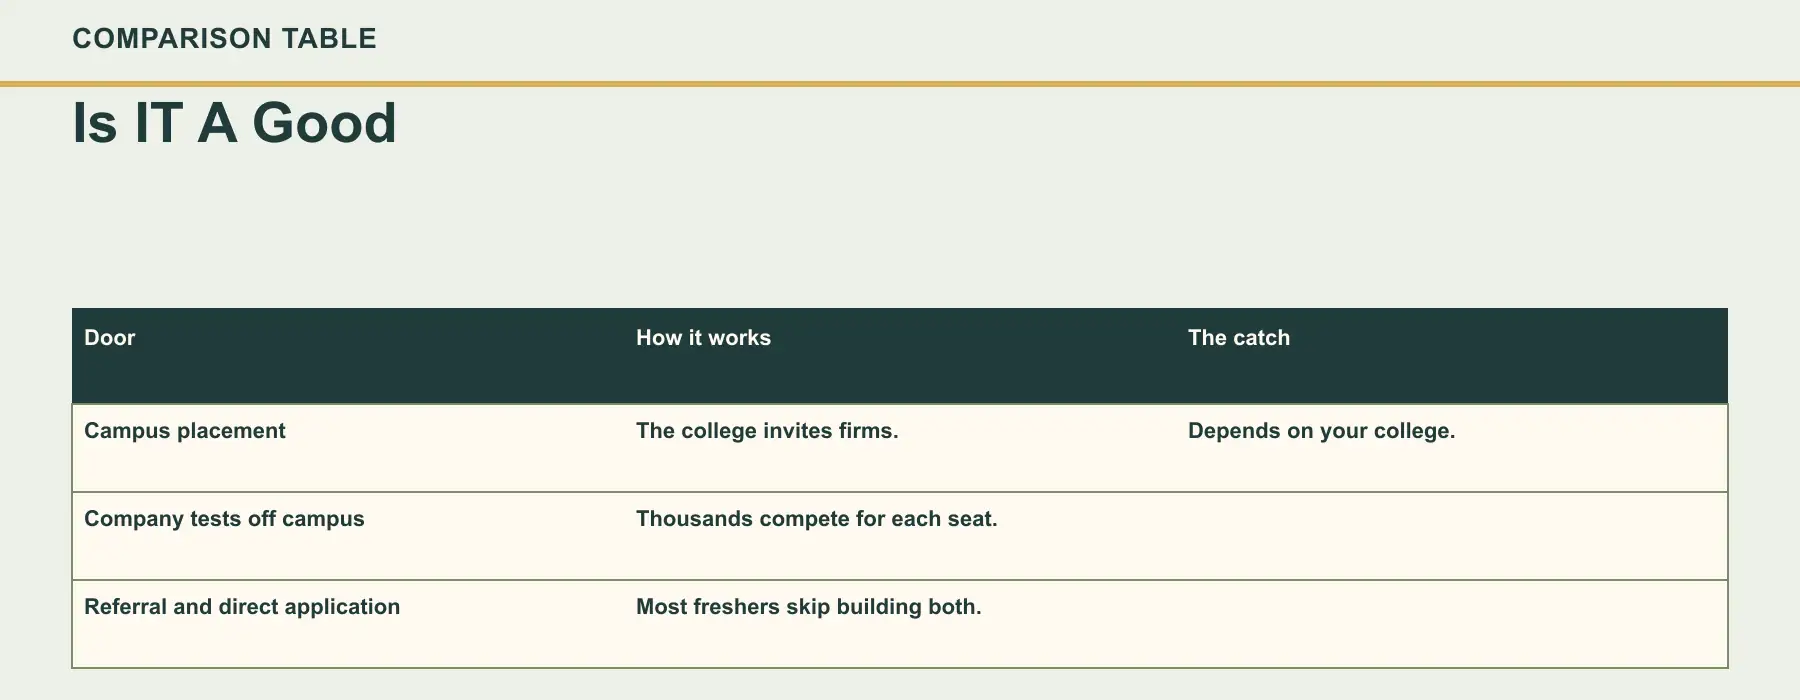 COMPARISON TABLE
Is IT A Good
Door How it works The catch
Campus placement The college invites firms. Depends on your college.
Company tests off campus Thousands compete for each seat.
Referral and direct application Most freshers skip building both.